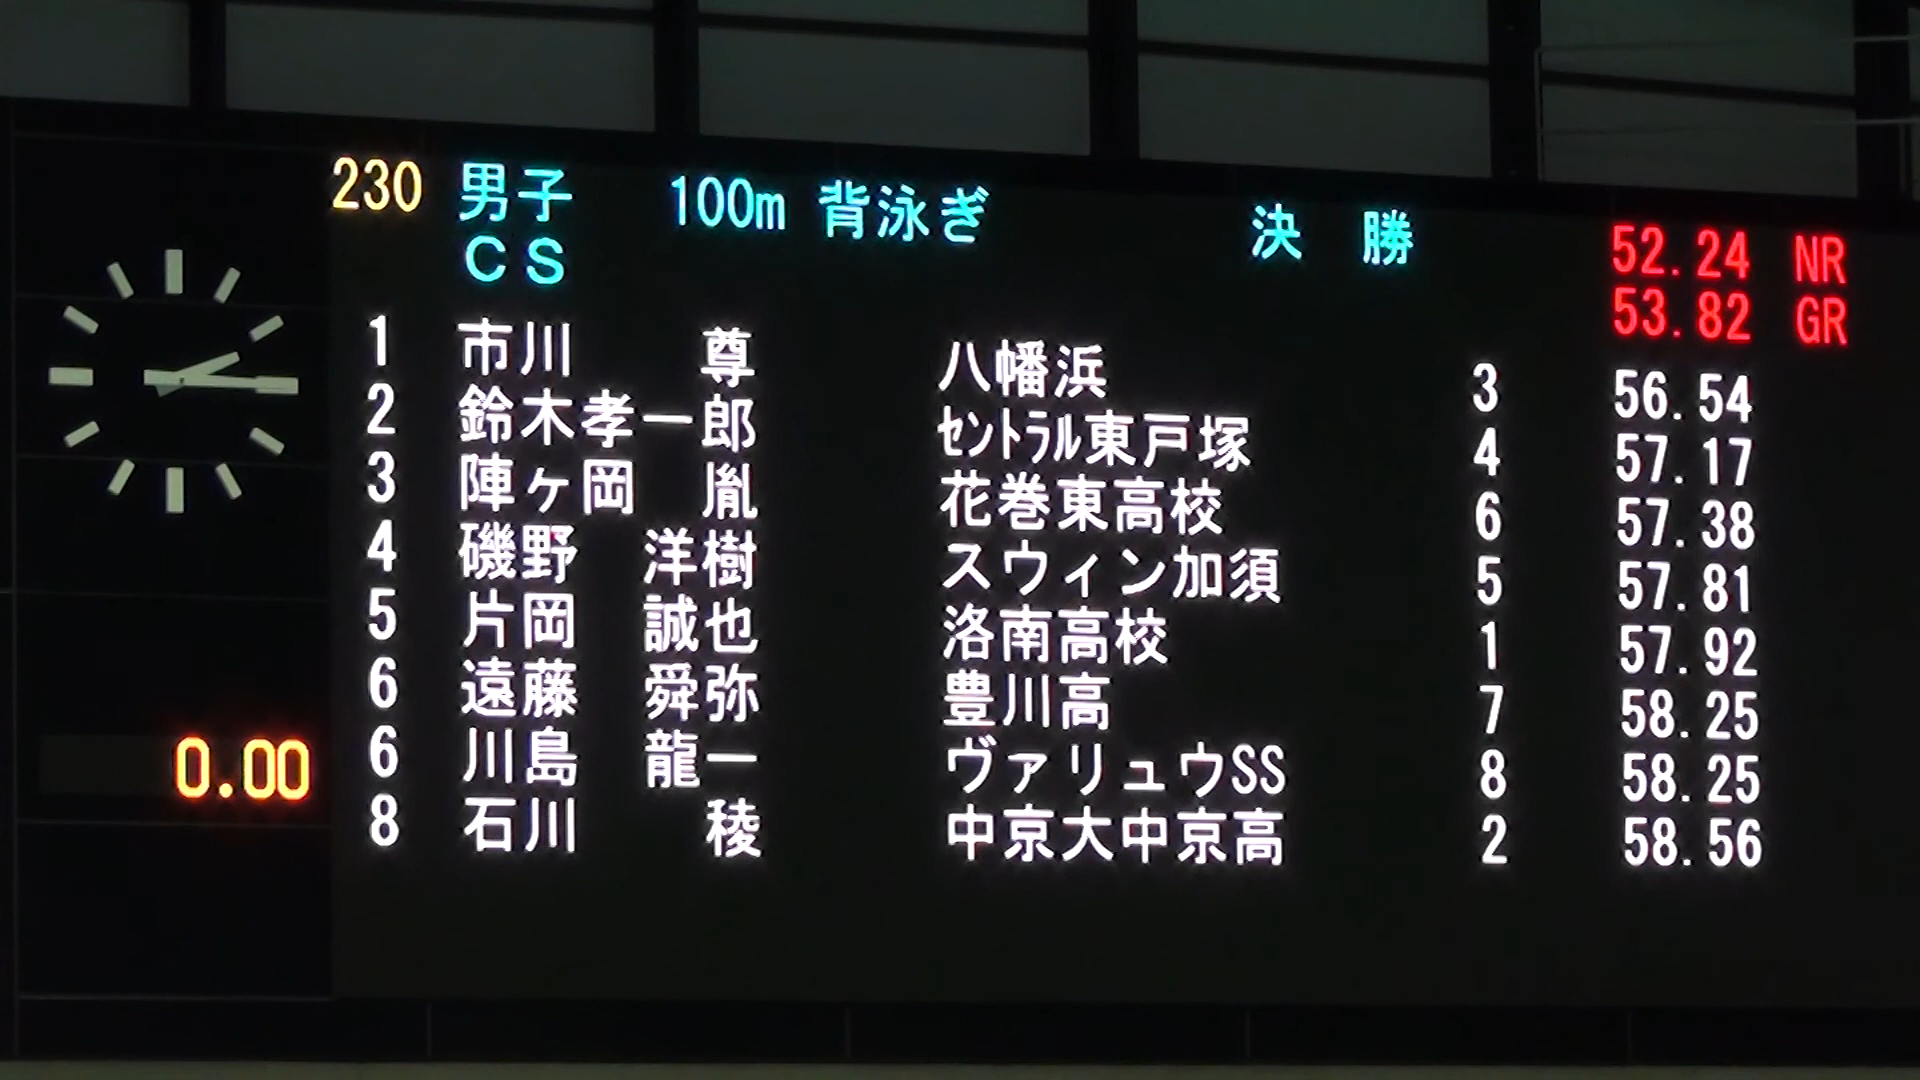 230 男子 100m 背泳ぎ 決 勝 52.24 NR
CS 53.82 GR
1 市川 尊 八幡浜 3 56.54
2 鈴木孝一郎 ｾﾝﾄﾗﾙ東戸塚 4 57.17
3 陣ヶ岡 胤 花巻東高校 6 57.38
4 磯野 洋樹 スウィン加須 5 57.81
5 片岡 誠也 洛南高校 1 57.92
6 遠藤 舜弥 豊川高 7 58.25
6 川島 龍一 ヴァリュウSS 8 58.25
8 石川 稜 中京大中京高 2 58.56
0.00